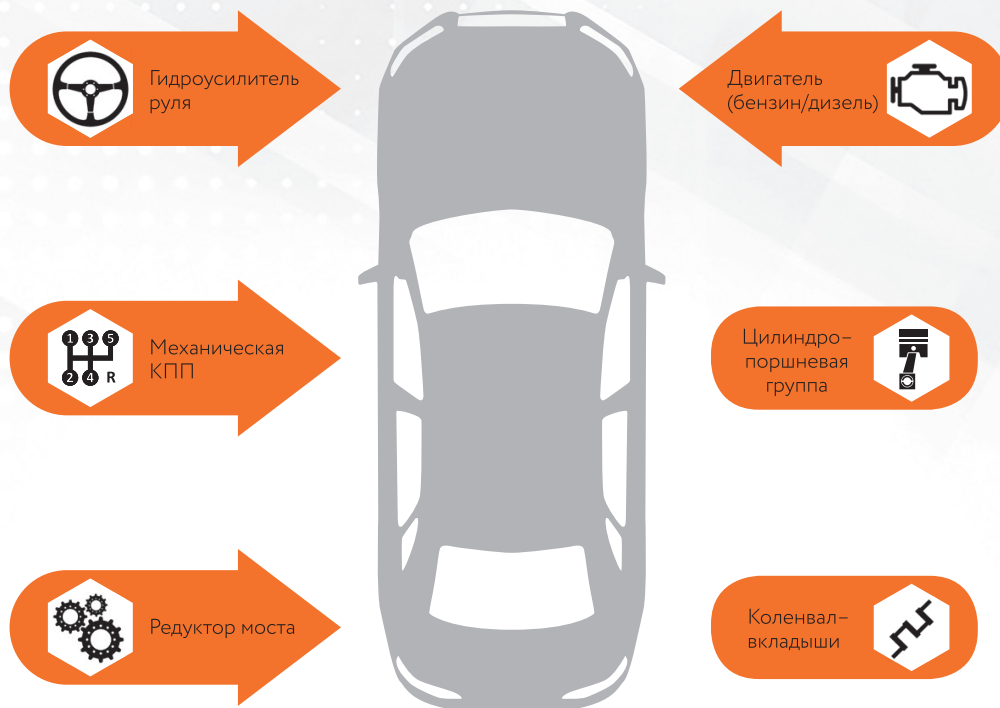 Гидроусилитель
руля
Двигатель
(бензин/дизель)
1 3 5
2 4 R
Механическая
КПП
Цилиндро–
поршневая
группа
Редуктор моста
Коленвал–
вкладыши